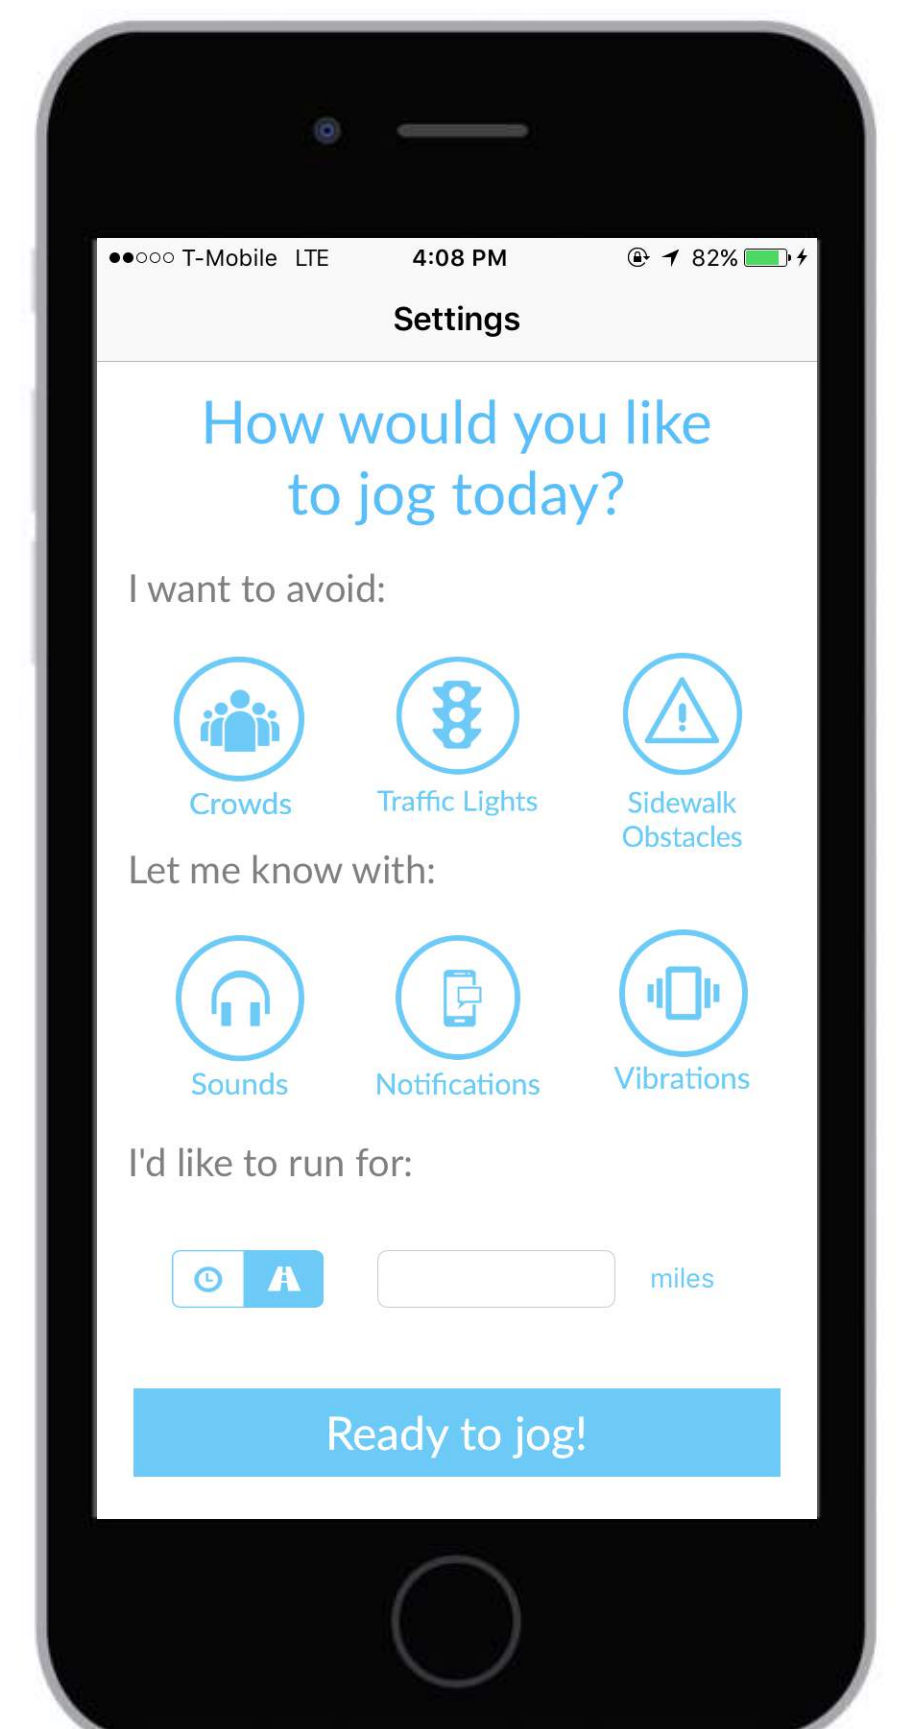 T-Mobile LTE 4:08 PM 82%
Settings
How would you like
to jog today?
I want to avoid:
Crowds Traffic Lights Sidewalk
Obstacles
Let me know with:
Sounds Notifications Vibrations
I'd like to run for:
miles
Ready to jog!